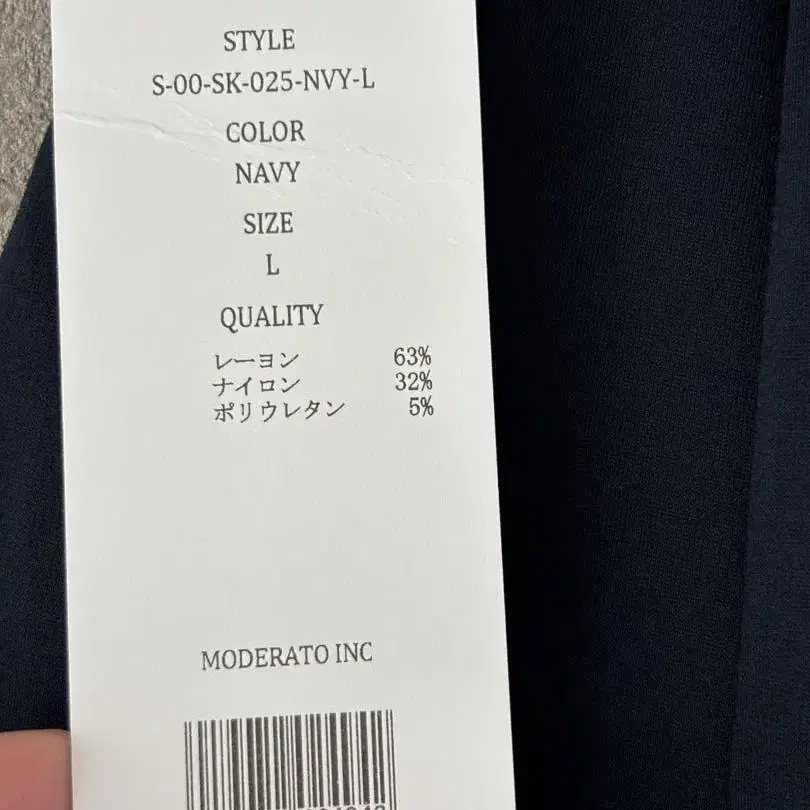 STYLE
S-00-SK-025-NVY-L
COLOR
NAVY
SIZE
L
QUALITY
レーヨン 63%
ナイロン 32%
ポリウレタン 5%
MODERATO INC